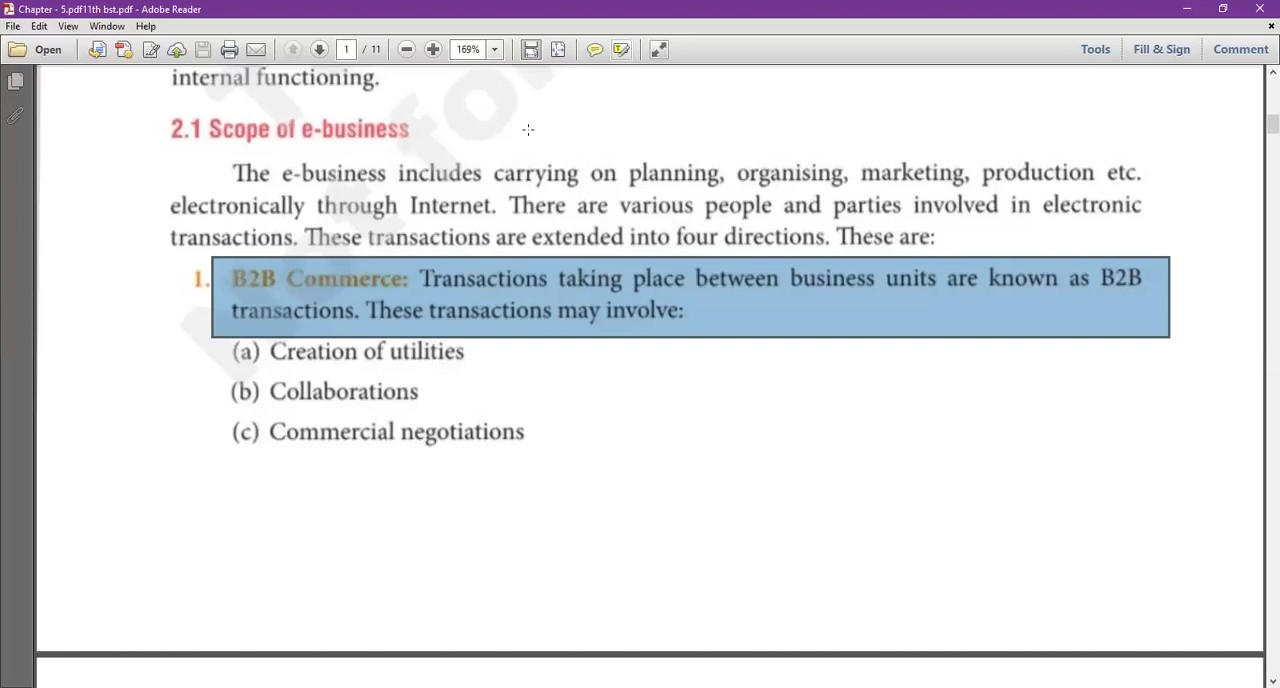 Chapter - 5.pdf11th bst.pdf - Adobe Reader
File Edit View Window Help
Open 1 / 11 169% Tools Fill & Sign Comment
internal functioning.
2.1 Scope of e-business
The e-business includes carrying on planning, organising, marketing, production etc.
electronically through Internet. There are various people and parties involved in electronic
transactions. These transactions are extended into four directions. These are:
1. B2B Commerce: Transactions taking place between business units are known as B2B
transactions. These transactions may involve:
(a) Creation of utilities
(b) Collaborations
(c) Commercial negotiations